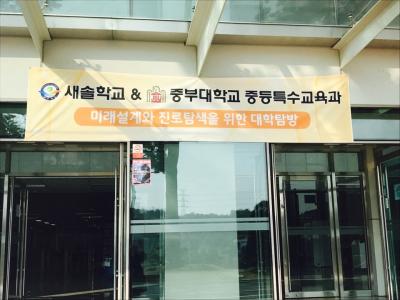 새솔학교 & 중부대학교 중등특수교육과
미래설계와 진로탐색을 위한 대학탐방